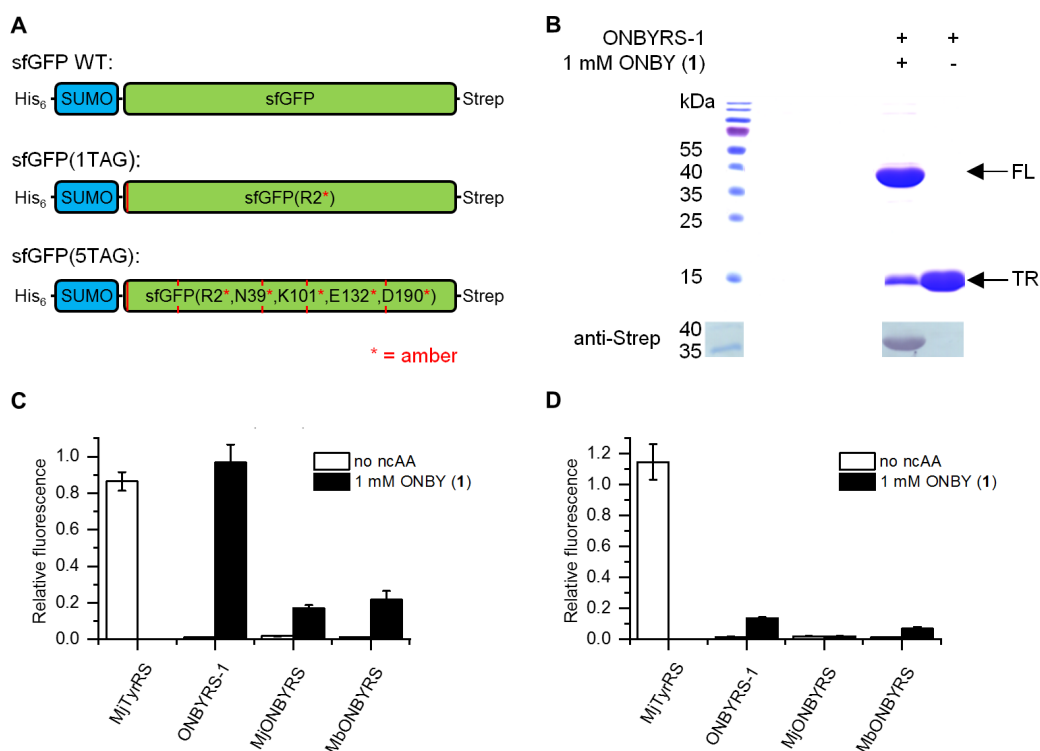 A
sfGFP WT:
His6 SUMO sfGFP Strep
sfGFP(1TAG):
His6 SUMO sfGFP(R2*) Strep
sfGFP(5TAG):
His6 SUMO sfGFP(R2*,N39*,K101*,E132*,D190*) Strep
* = amber
B
ONBYRS-1 + +
1 mM ONBY (1) + -
kDa
55
40
35
25
15
FL
TR
anti-Strep
40
35
C
Relative fluorescence
1.0
0.8
0.6
0.4
0.2
0.0
no ncAA
1 mM ONBY (1)
MjTyrRS
ONBYRS-1
MjONBYRS
MbONBYRS
D
Relative fluorescence
1.2
1.0
0.8
0.6
0.4
0.2
0.0
no ncAA
1 mM ONBY (1)
MjTyrRS
ONBYRS-1
MjONBYRS
MbONBYRS